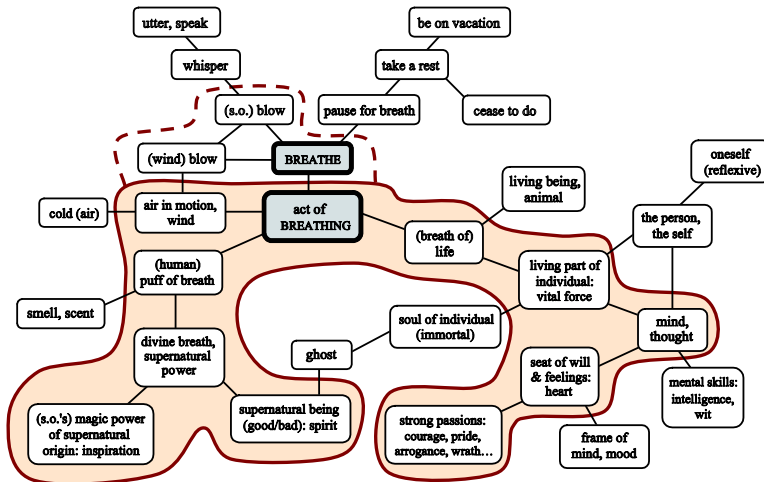 utter, speak
be on vacation
whisper
take a rest
(s.o.) blow
pause for breath
cease to do
(wind) blow
BREATHE
oneself
(reflexive)
living being,
animal
cold (air)
air in motion,
wind
act of
BREATHING
(breath of)
life
the person,
the self
(human)
puff of breath
living part of
individual:
vital force
smell, scent
soul of individual
(immortal)
mind,
thought
divine breath,
supernatural
power
ghost
seat of will
& feelings:
heart
mental skills:
intelligence,
wit
(s.o.'s) magic power
of supernatural
origin: inspiration
supernatural being
(good/bad): spirit
strong passions:
courage, pride,
arrogance, wrath...
frame of
mind, mood